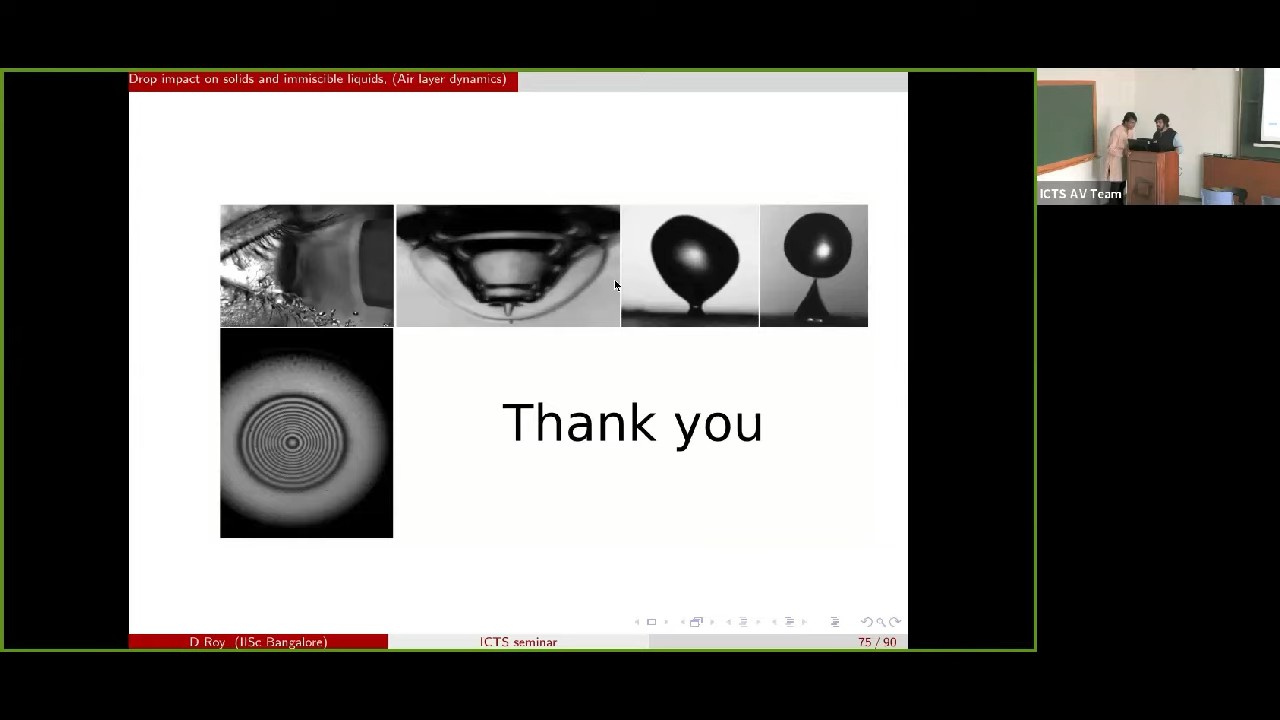 Drop impact on solids and immiscible liquids, (Air layer dynamics)
ICTS AV Team
Thank you
D Roy (IISc Bangalore)
ICTS seminar
75 / 90